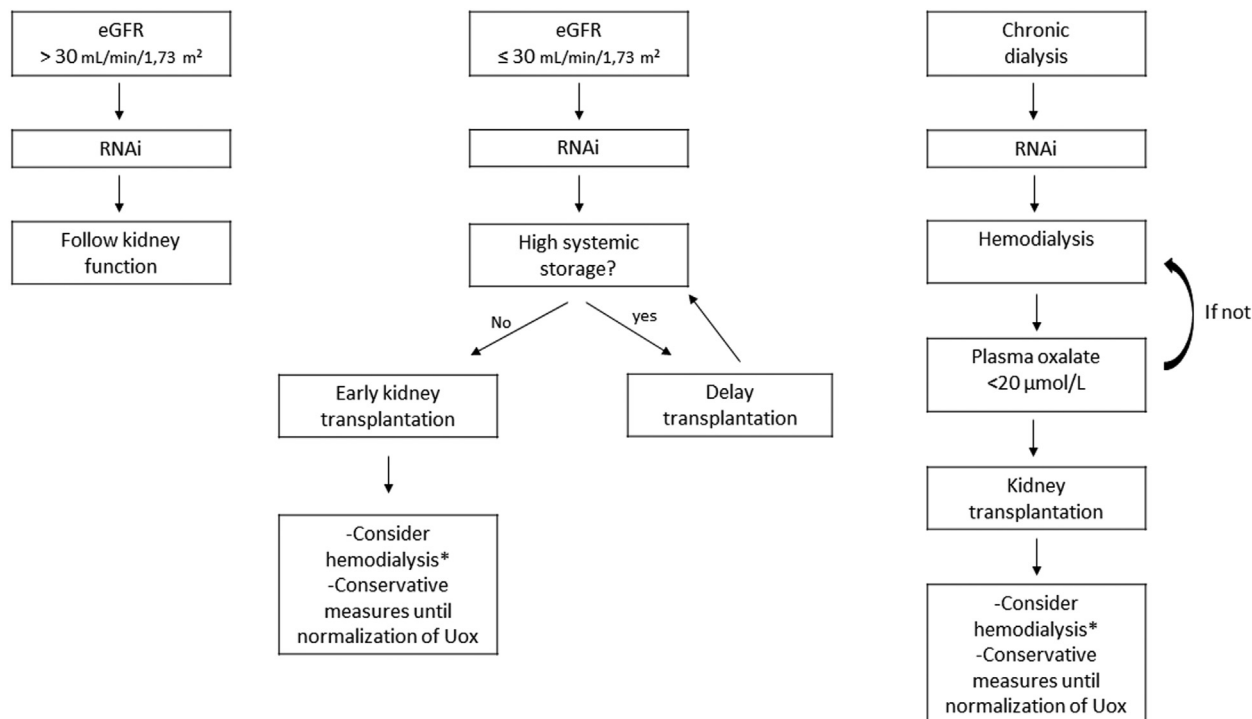 eGFR
> 30 mL/min/1,73 m²
RNAi
Follow kidney
function
eGFR
≤ 30 mL/min/1,73 m²
RNAi
High systemic
storage?
No
yes
Early kidney
transplantation
Delay
transplantation
-Consider
hemodialysis*
-Conservative
measures until
normalization of Uox
Chronic
dialysis
RNAi
Hemodialysis
If not
Plasma oxalate
<20 µmol/L
Kidney
transplantation
-Consider
hemodialysis*
-Conservative
measures until
normalization of Uox